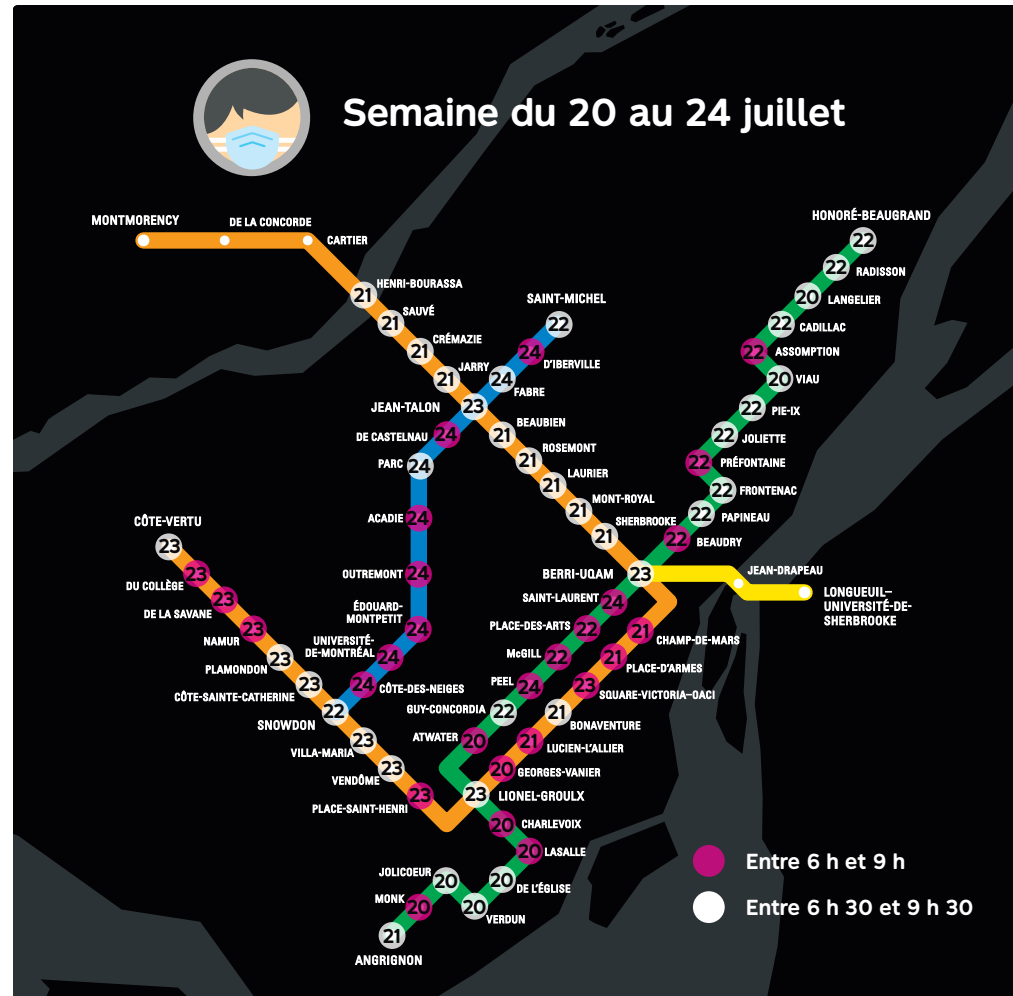 Semaine du 20 au 24 juillet
MONTMORENCY
DE LA CONCORDE
CARTIER
HONORÉ-BEAUGRAND
22
22
RADISSON
20
LANGELIER
22
CADILLAC
22
ASSOMPTION
20
VIAU
22
PIE-IX
22
JOLIETTE
22
PRÉFONTAINE
22
FRONTENAC
22
PAPINEAU
22
BEAUDRY
21
HENRI-BOURASSA
21
SAUVÉ
21
CRÉMAZIE
21
JARRY
SAINT-MICHEL
22
24
D'IBERVILLE
24
FABRE
JEAN-TALON
23
21
BEAUBIEN
21
ROSEMONT
21
LAURIER
21
MONT-ROYAL
21
SHERBROOKE
DE CASTELNAU
24
PARC
24
ACADIE
24
OUTREMONT
24
ÉDOUARD-
MONTPETIT
24
UNIVERSITÉ-
DE-MONTRÉAL
24
24
CÔTE-DES-NEIGES
CÔTE-VERTU
23
DU COLLÈGE
23
DE LA SAVANE
23
NAMUR
23
PLAMONDON
23
CÔTE-SAINTE-CATHERINE
23
SNOWDON
22
VILLA-MARIA
23
VENDÔME
23
PLACE-SAINT-HENRI
23
BERRI-UQAM
23
JEAN-DRAPEAU
LONGUEUIL–
UNIVERSITÉ-DE-
SHERBROOKE
SAINT-LAURENT
24
PLACE-DES-ARTS
22
McGILL
22
PEEL
24
GUY-CONCORDIA
22
ATWATER
20
21
CHAMP-DE-MARS
21
PLACE-D'ARMES
23
SQUARE-VICTORIA–OACI
21
BONAVENTURE
21
LUCIEN-L'ALLIER
20
GEORGES-VANIER
23
LIONEL-GROULX
20
CHARLEVOIX
20
LASALLE
20
DE L'ÉGLISE
20
VERDUN
JOLICOEUR
20
MONK
20
21
ANGRIGNON
Entre 6 h et 9 h
Entre 6 h 30 et 9 h 30